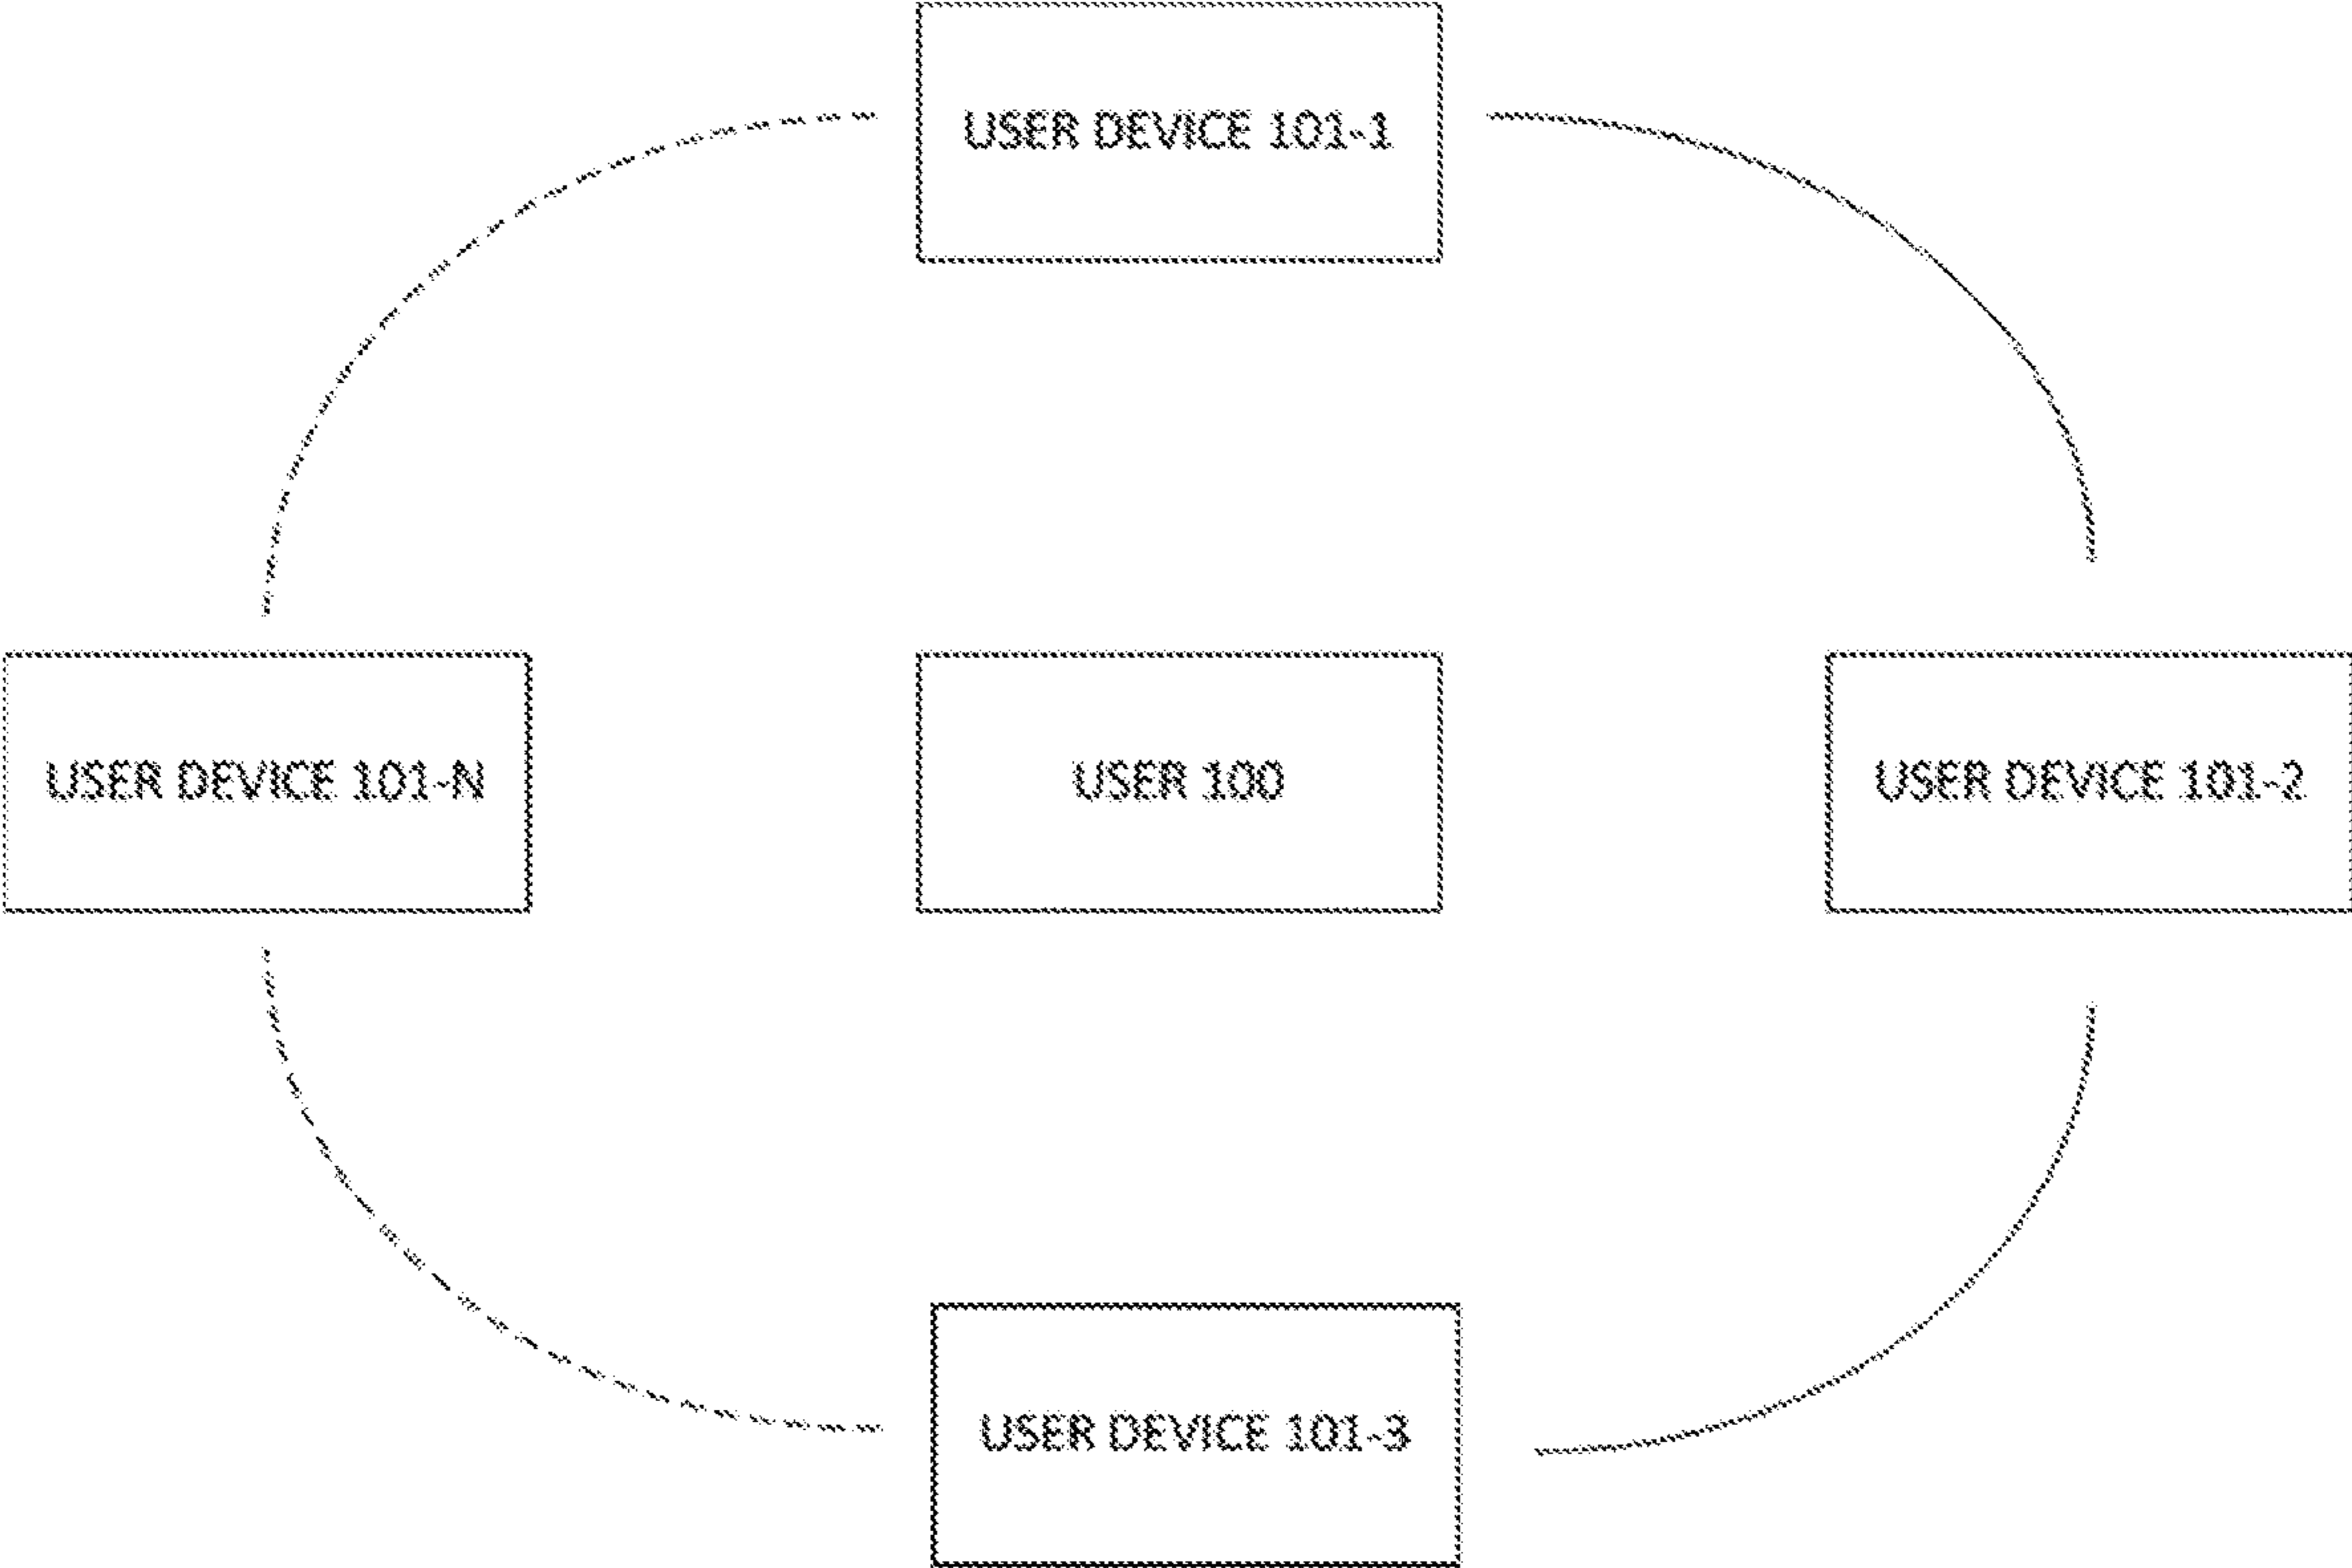 USER DEVICE 101-1
USER DEVICE 101-N
USER 100
USER DEVICE 101-2
USER DEVICE 101-3